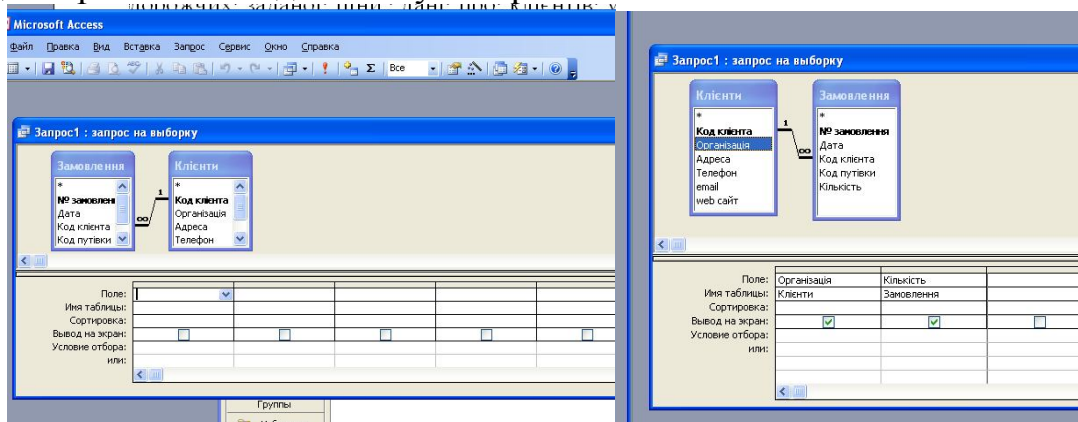 Microsoft Access
Файл Правка Вид Вставка Запрос Сервис Окно Справка
Σ Все
Запрос1 : запрос на выборку
Замовлення
*
№ замовлен
Дата
Код клієнта
Код путівки
1
∞
Клієнти
*
Код клієнта
Організація
Адреса
Телефон
Поле:
Имя таблицы:
Сортировка:
Вывод на экран:
Условие отбора:
или:
Группы
Запрос1 : запрос на выборку
Клієнти
*
Код клієнта
Організація
Адреса
Телефон
email
web сайт
1
∞
Замовлення
*
№ замовлення
Дата
Код клієнта
Код путівки
Кількість
Поле: Організація Кількість
Имя таблицы: Клієнти Замовлення
Сортировка:
Вывод на экран:
Условие отбора:
или: